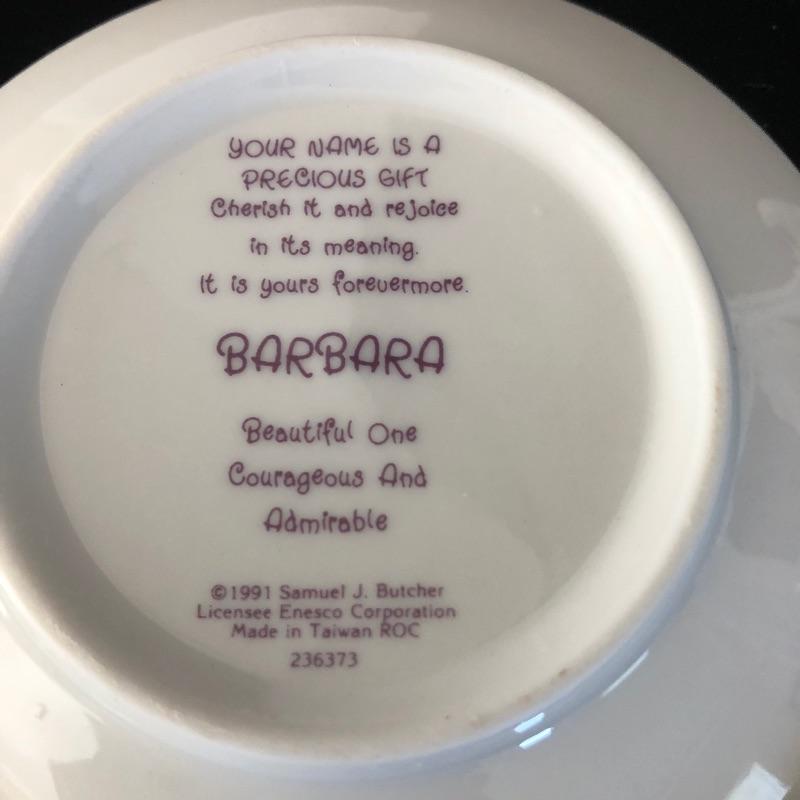 YOUR NAME IS A
PRECIOUS GIFT
Cherish it and rejoice
in its meaning.
It is yours forevermore.
BARBARA
Beautiful One
Courageous And
Admirable
©1991 Samuel J. Butcher
Licensee Enesco Corporation
Made in Taiwan ROC
236373